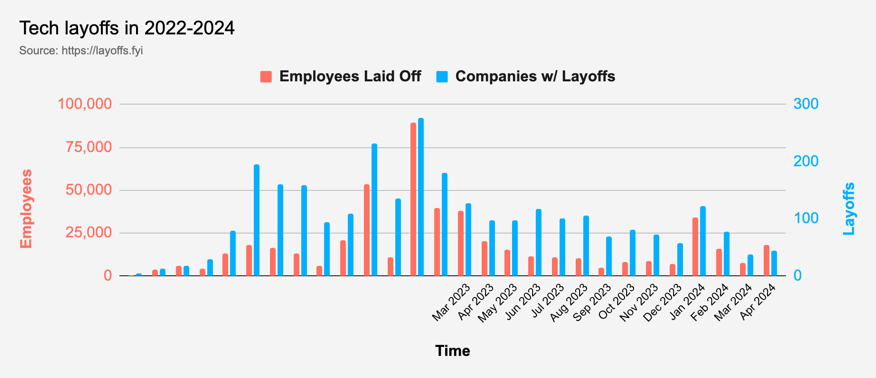 Tech layoffs in 2022-2024
Source: https://layoffs.fyi
Employees Laid Off
Companies w/ Layoffs
100,000
75,000
50,000
25,000
0
Employees
300
200
100
0
Layoffs
Mar 2023
Apr 2023
May 2023
Jun 2023
Jul 2023
Aug 2023
Sep 2023
Oct 2023
Nov 2023
Dec 2023
Jan 2024
Feb 2024
Mar 2024
Apr 2024
Time